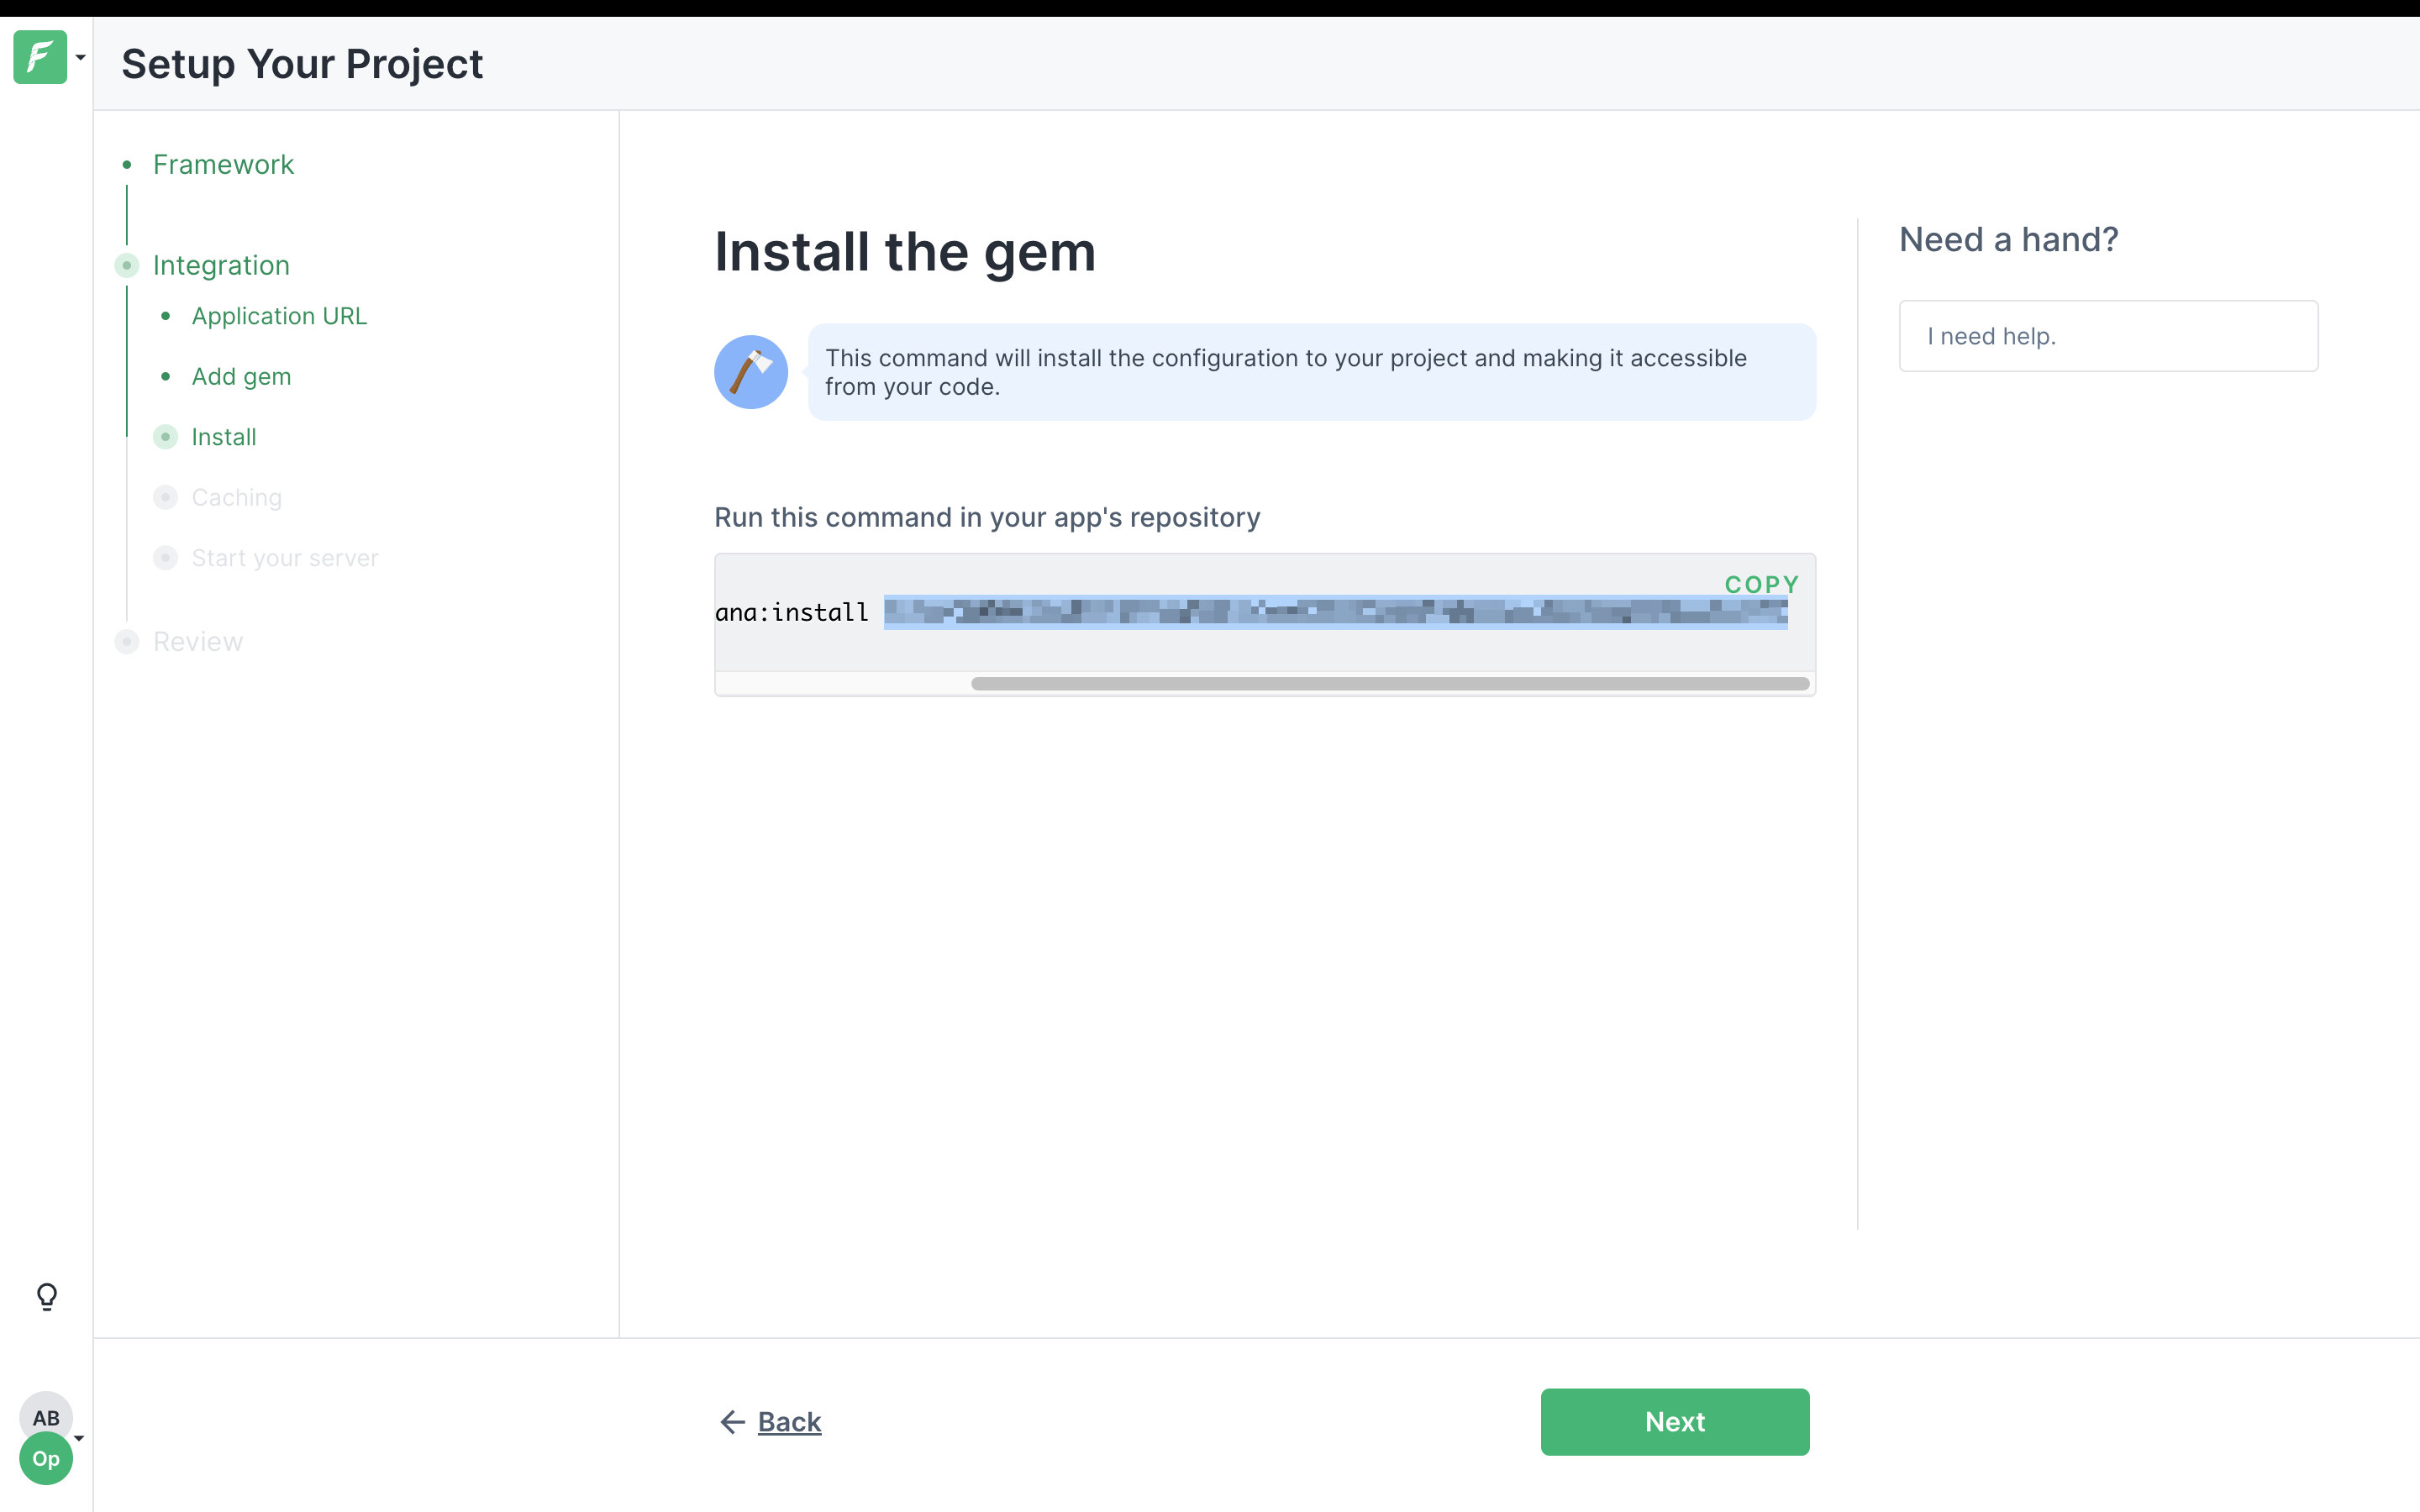 Setup Your Project
Framework
Integration
Application URL
Add gem
Install
Caching
Start your server
Review
Install the gem
This command will install the configuration to your project and making it accessible
from your code.
Run this command in your app's repository
COPY
ana:install
Need a hand?
I need help.
AB
Op
Back
Next